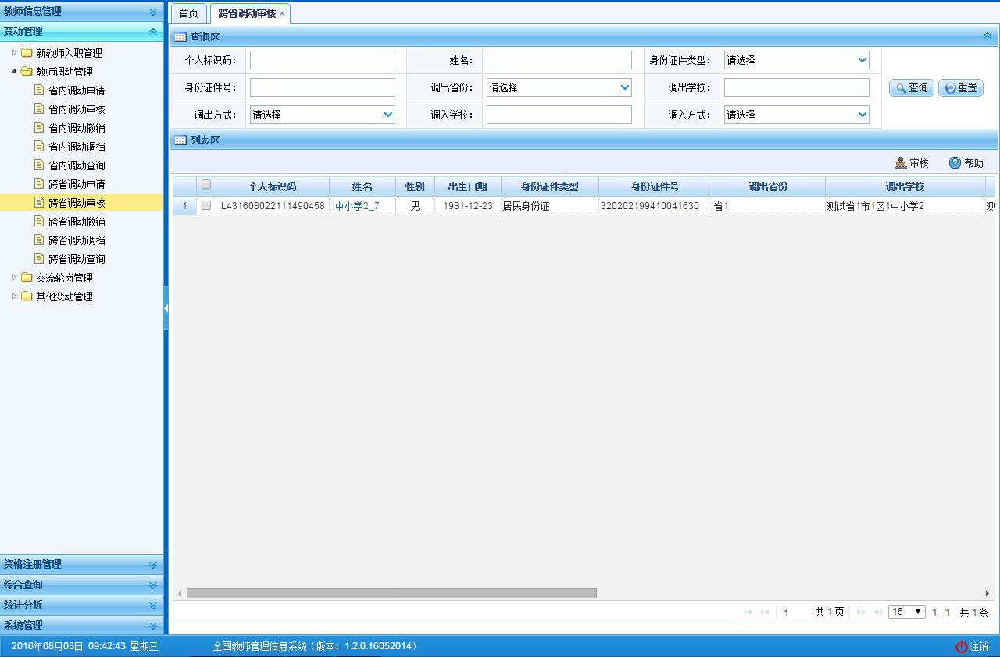 教师信息管理
变动管理
新教师入职管理
教师调动管理
省内调动申请
省内调动审核
省内调动撤销
省内调动调档
省内调动查询
跨省调动申请
跨省调动审核
跨省调动撤销
跨省调动调档
跨省调动查询
交流轮岗管理
其他变动管理
资格注册管理
综合查询
统计分析
系统管理
首页 跨省调动审核 ×
查询区
个人标识码： 姓名： 身份证件类型： 请选择
身份证件号： 调出省份： 请选择 调出学校： 查询 重置
调出方式： 请选择 调入学校： 调入方式： 请选择
列表区
审核 帮助
个人标识码 姓名 性别 出生日期 身份证件类型 身份证件号 调出省份 调出学校
1 L431608022111490458 中小学2_7 男 1981-12-23 居民身份证 320202199410041630 省1 测试省1市1区1中小学2 测
1 共 1 页 15 1 - 1 共 1 条
2016年08月03日 09:42:43 星期三 全国教师管理信息系统（版本：1.2.0.16052014） 注销